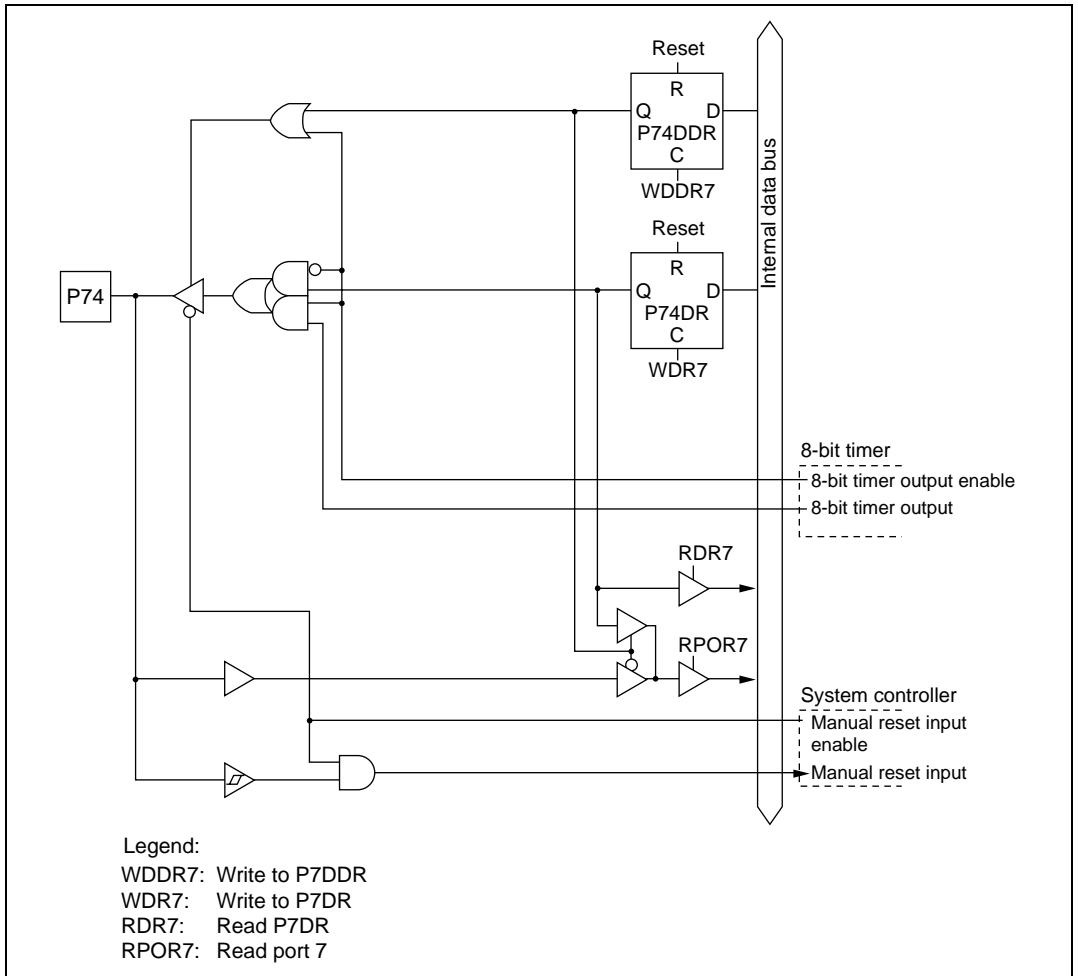 Reset
R
Q D
P74DDR
C
WDDR7
Internal data bus
Reset
R
P74
Q D
P74DR
C
WDR7
8-bit timer
8-bit timer output enable
8-bit timer output
RDR7
RPOR7
System controller
Manual reset input
enable
Manual reset input
Legend:
WDDR7: Write to P7DDR
WDR7: Write to P7DR
RDR7: Read P7DR
RPOR7: Read port 7